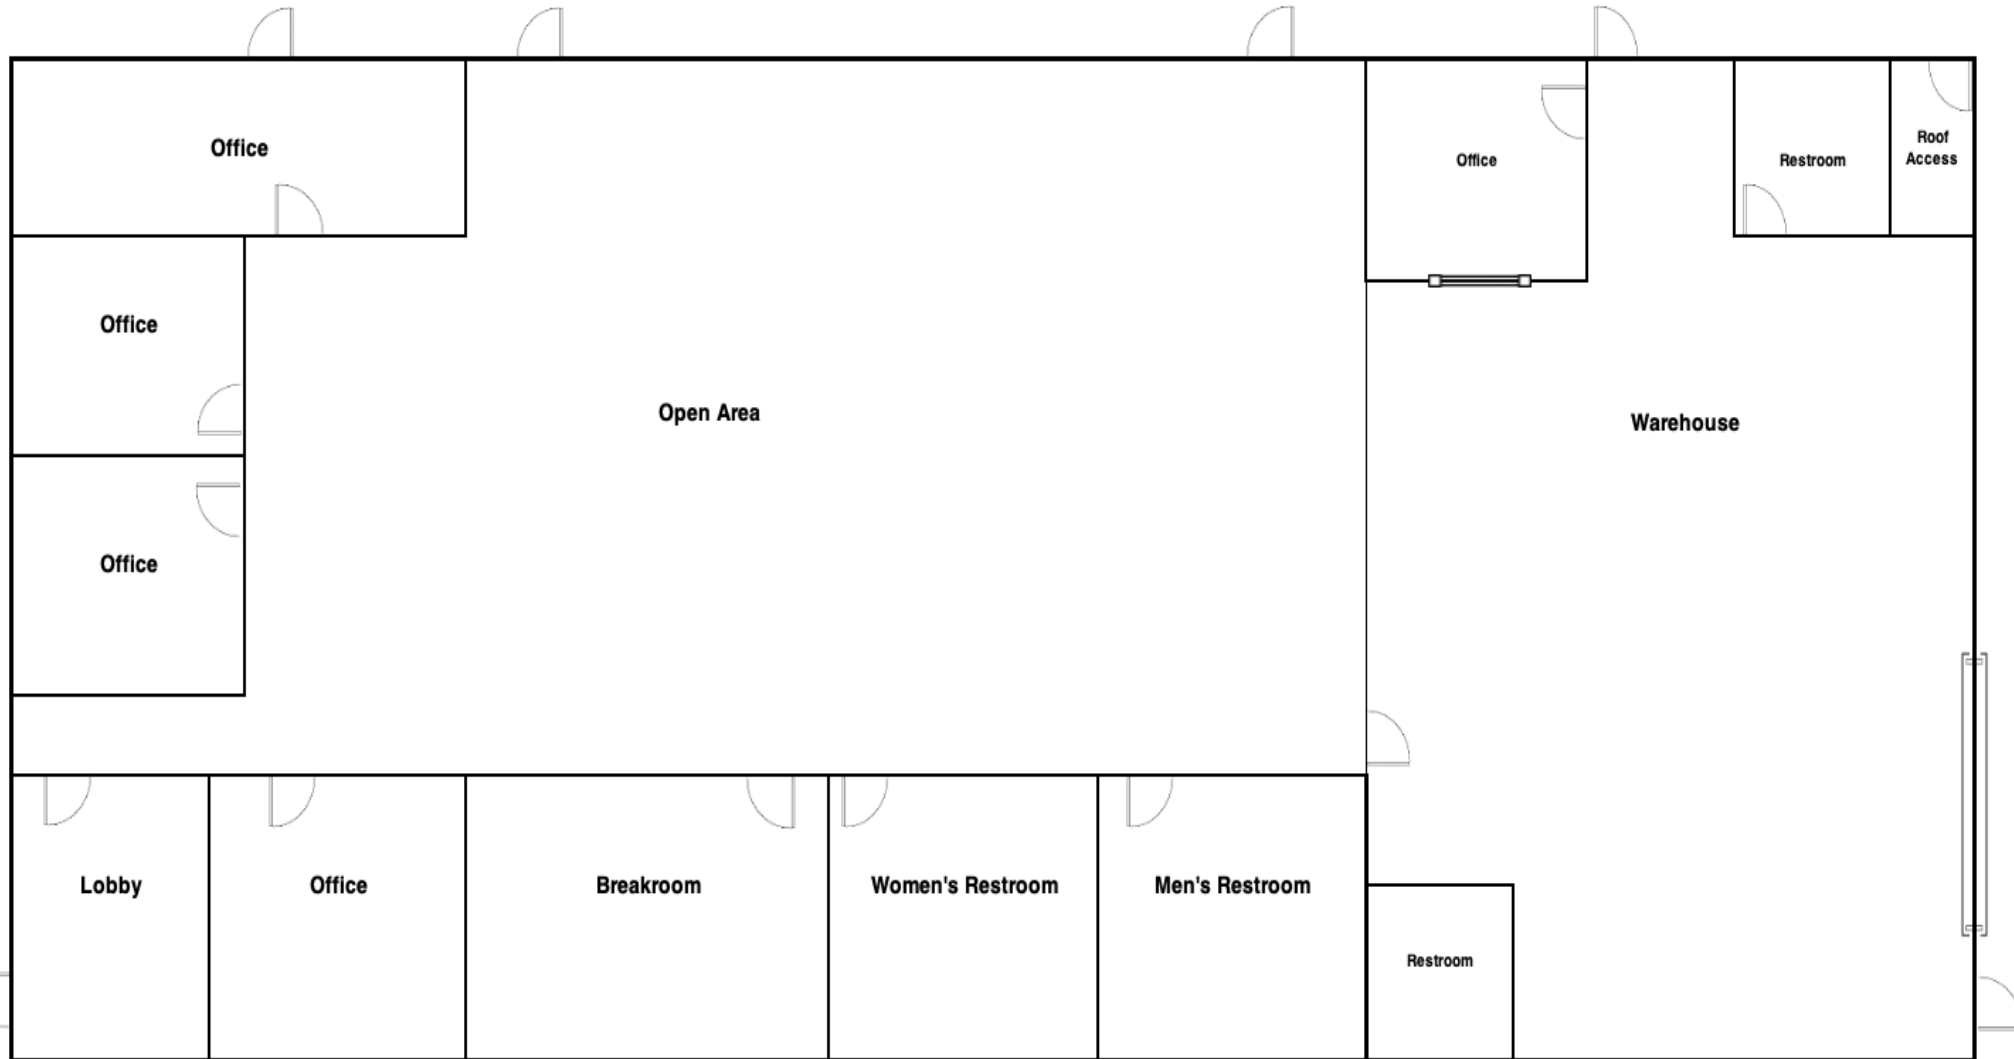 Office
Office
Restroom
Roof
Access
Office
Open Area
Warehouse
Office
Lobby
Office
Breakroom
Women's Restroom
Men's Restroom
Restroom